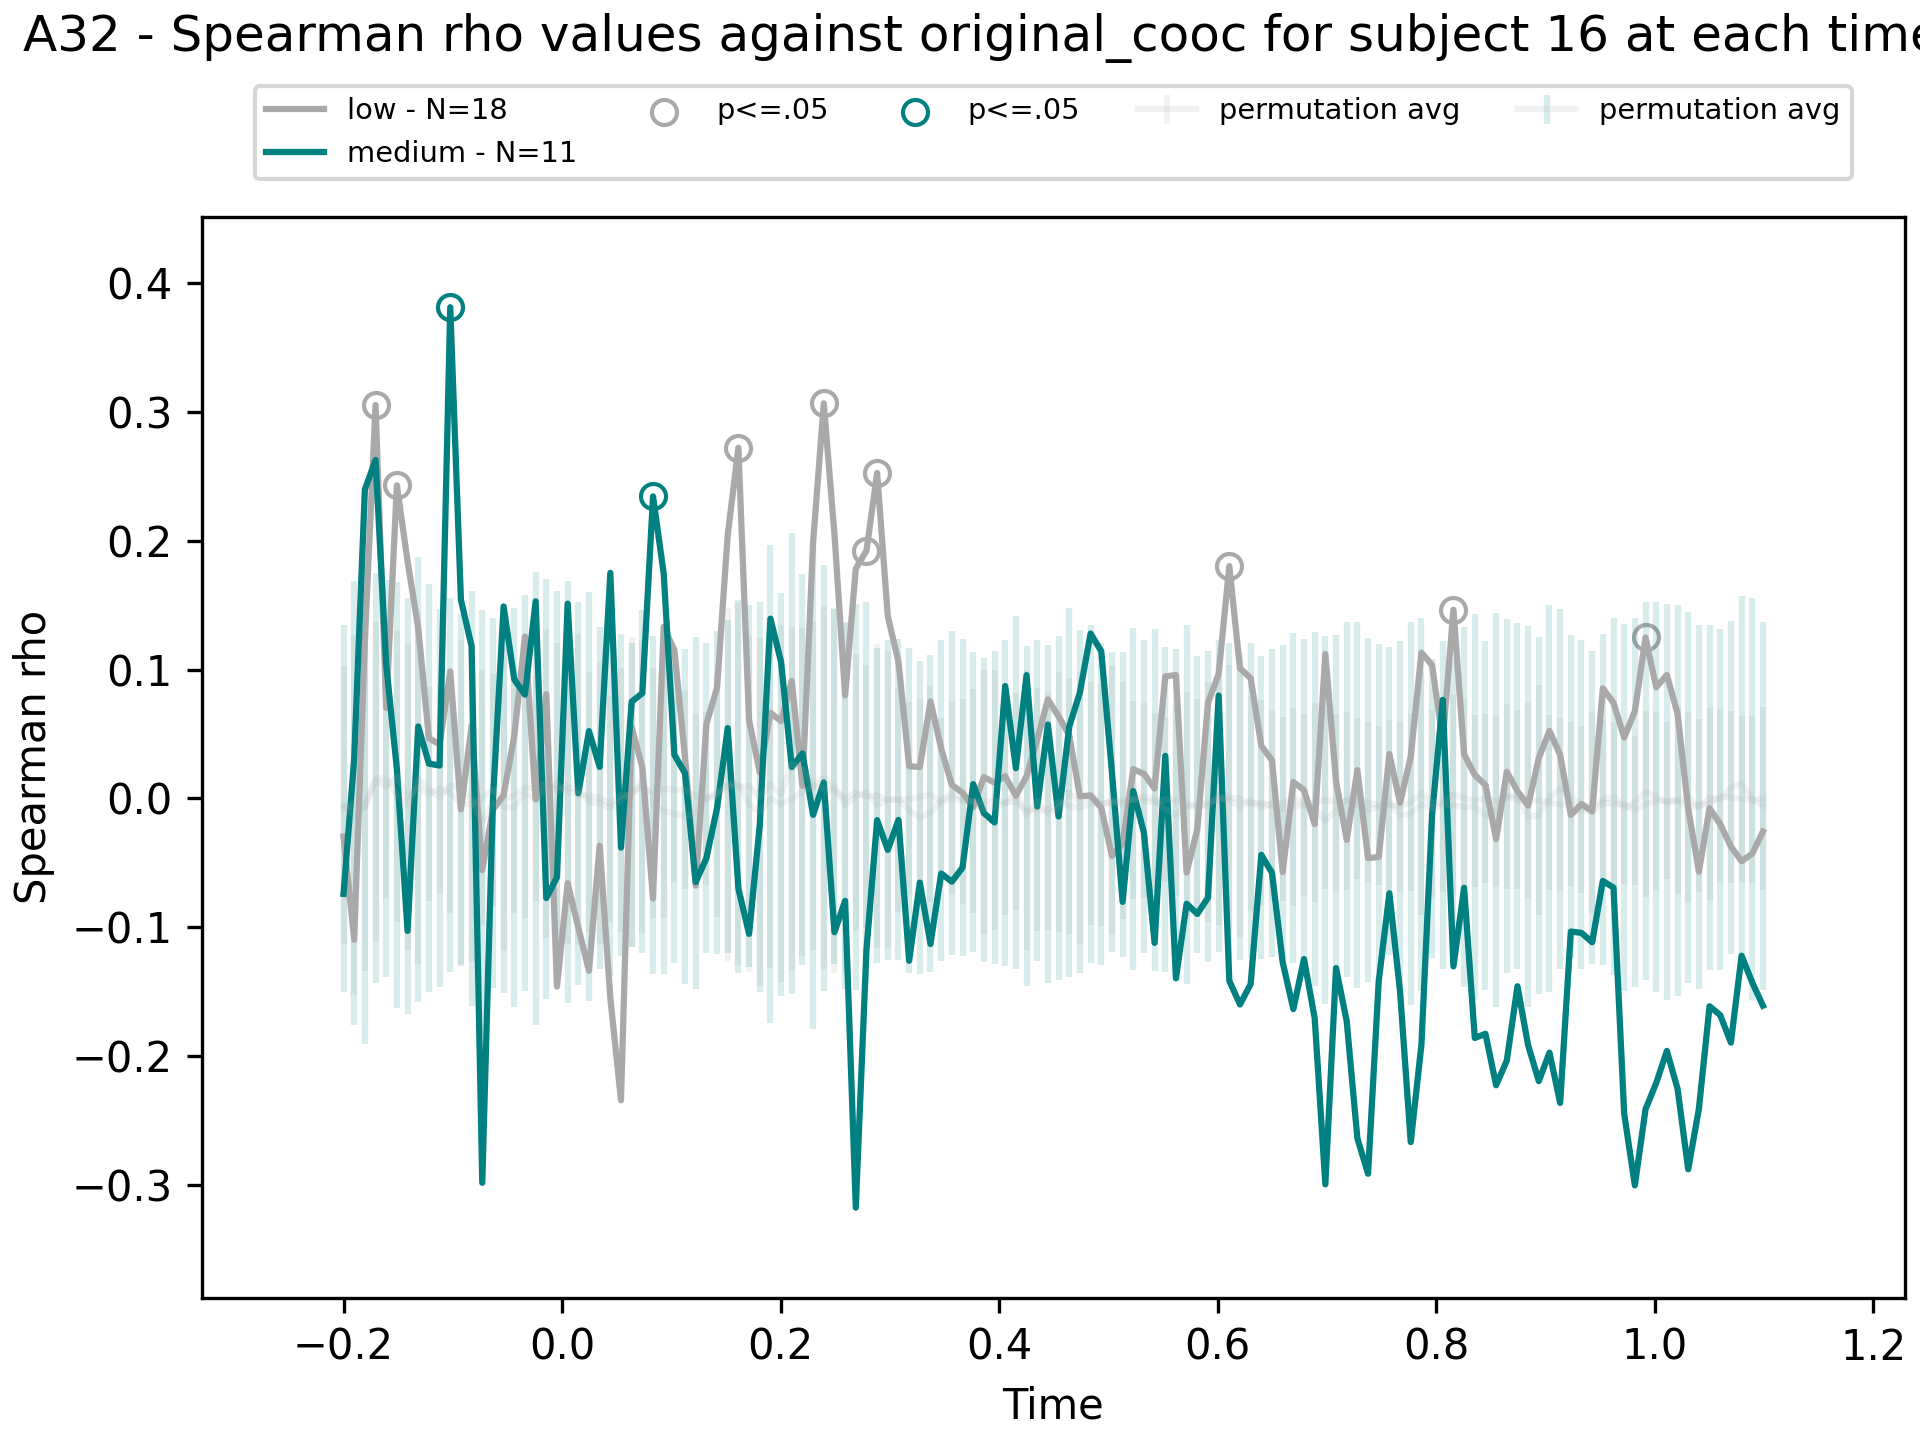 A32 - Spearman rho values against original_cooc for subject 16 at each time
low - N=18
medium - N=11
p<=.05
p<=.05
permutation avg
permutation avg
Spearman rho
0.4
0.3
0.2
0.1
0.0
−0.1
−0.2
−0.3
−0.2 0.0 0.2 0.4 0.6 0.8 1.0 1.2
Time